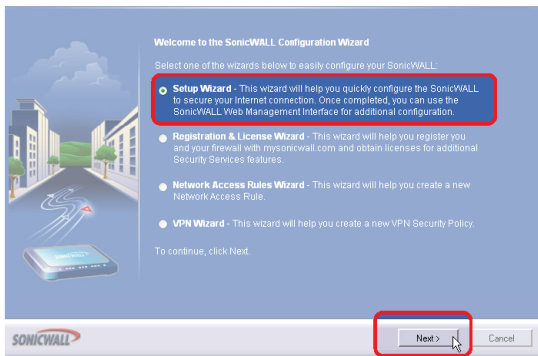 Welcome to the SonicWALL Configuration Wizard
Select one of the wizards below to easily configure your SonicWALL:
Setup Wizard - This wizard will help you quickly configure the SonicWALL
to secure your Internet connection. Once completed, you can use the
SonicWALL Web Management Interface for additional configuration.
Registration & License Wizard - This wizard will help you register you
and your firewall with mysonicwall.com and obtain licenses for additional
Security Services features.
Network Access Rules Wizard - This wizard will help you create a new
Network Access Rule.
VPN Wizard - This wizard will help you create a new VPN Security Policy.
To continue, click Next.
SONICWALL
Next >
Cancel